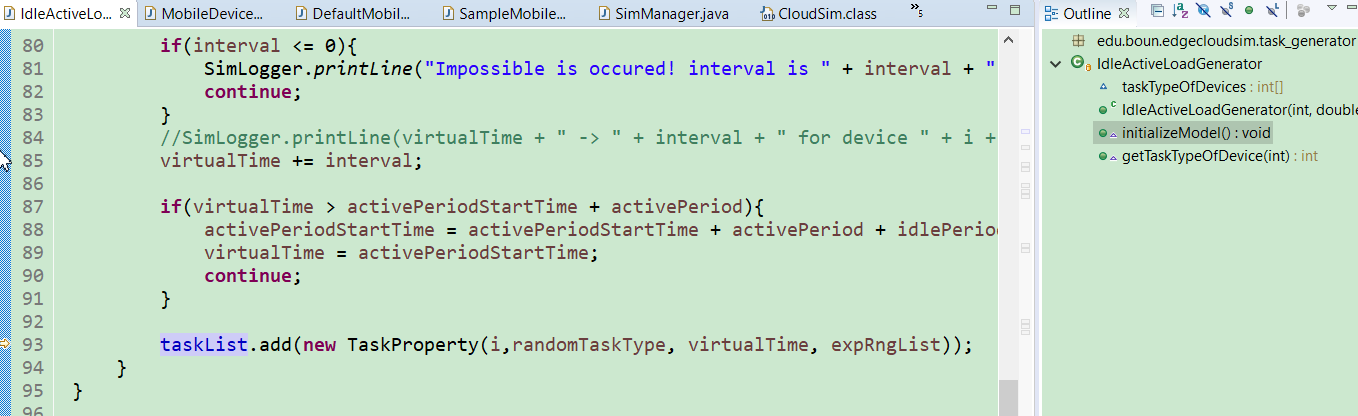 IdleActiveLo... MobileDevice... DefaultMobil... SampleMobile... SimManager.java CloudSim.class »5
80 if(interval <= 0){
81 SimLogger.printLine("Impossible is occured! interval is " + interval + "
82 continue;
83 }
84 //SimLogger.printLine(virtualTime + " -> " + interval + " for device " + i +
85 virtualTime += interval;
86
87 if(virtualTime > activePeriodStartTime + activePeriod){
88 activePeriodStartTime = activePeriodStartTime + activePeriod + idlePerio
89 virtualTime = activePeriodStartTime;
90 continue;
91 }
92
93 taskList.add(new TaskProperty(i,randomTaskType, virtualTime, expRngList));
94 }
95 }
96
Outline
edu.boun.edgecloudsim.task_generator
IdleActiveLoadGenerator
taskTypeOfDevices : int[]
IdleActiveLoadGenerator(int, double
initializeModel() : void
getTaskTypeOfDevice(int) : int